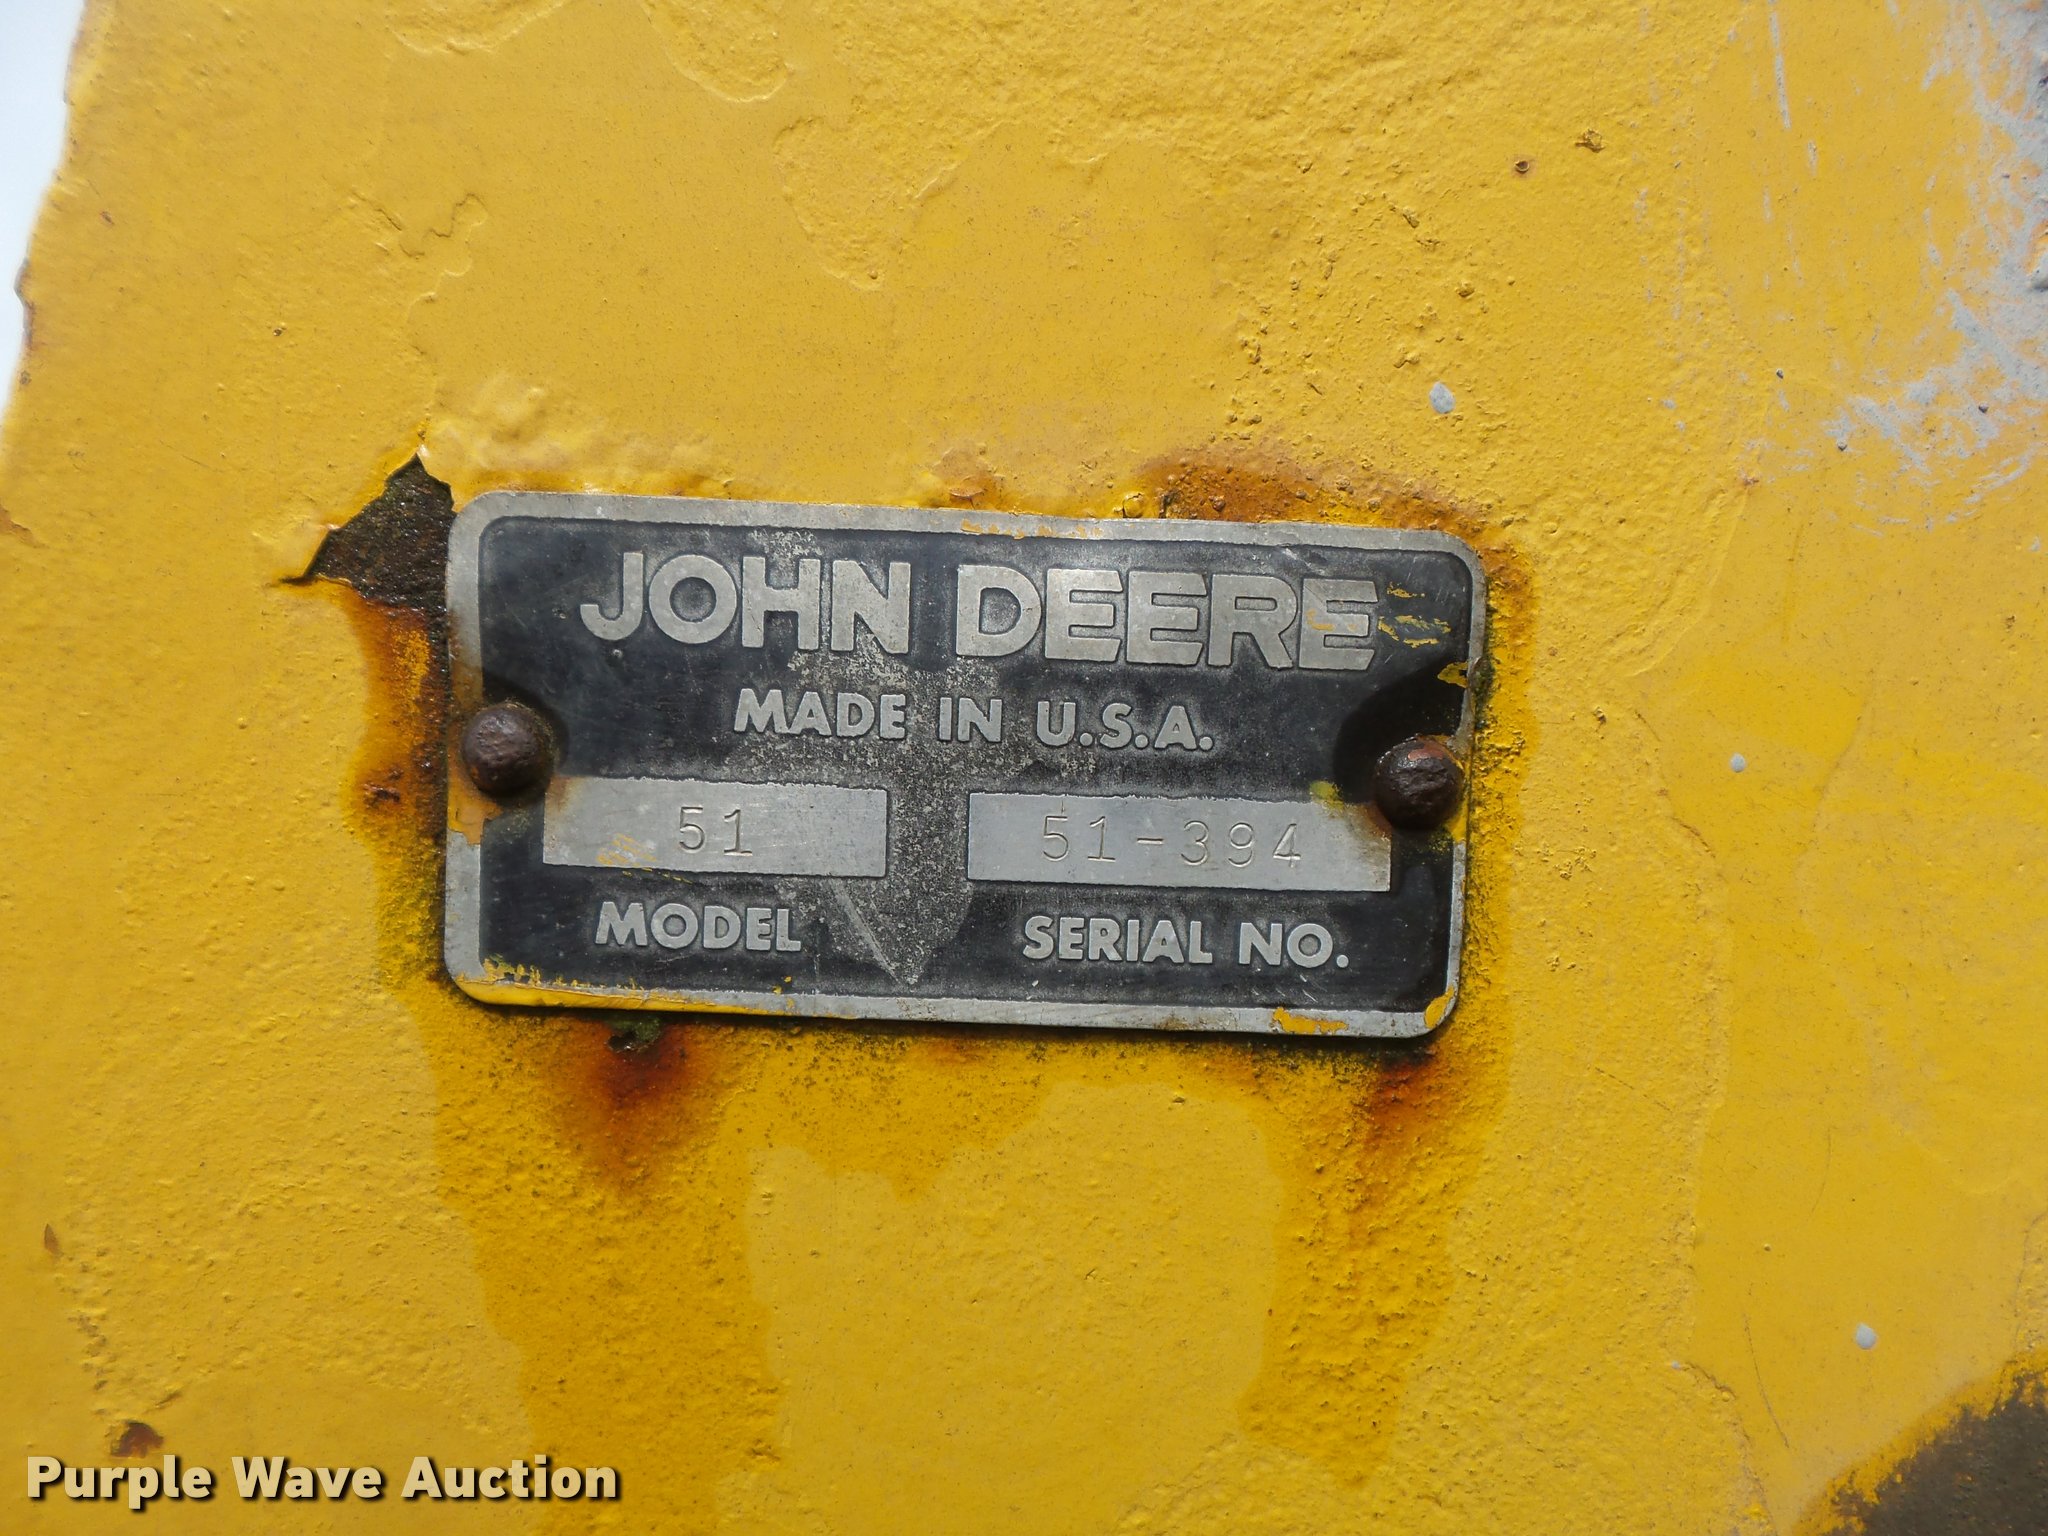 JOHN DEERE
MADE IN U.S.A.
51 51-394
MODEL SERIAL NO.
Purple Wave Auction